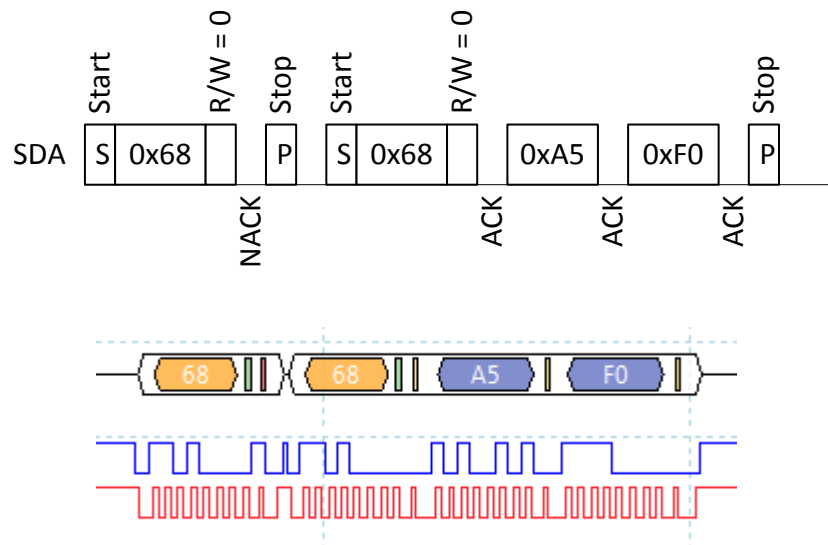 Start
R/W = 0
Stop
Start
R/W = 0
Stop
SDA S 0x68 P S 0x68 0xA5 0xF0 P
NACK
ACK
ACK
ACK
68 68 A5 F0